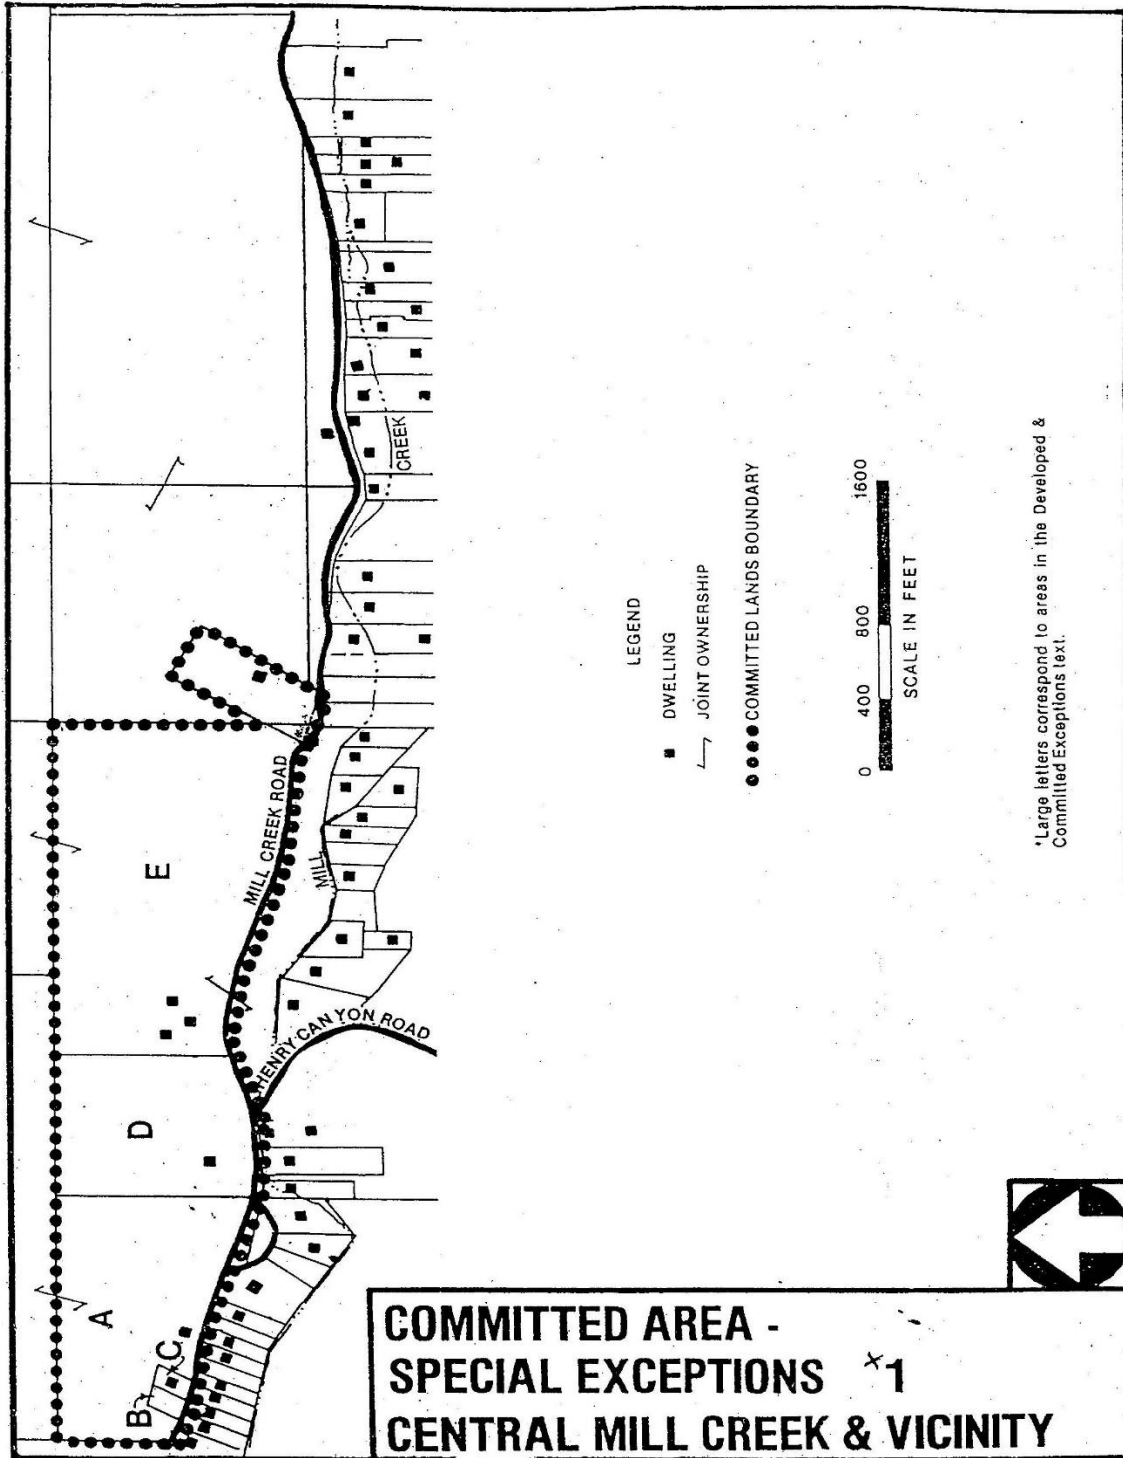 E
D
A
C
B
MILL CREEK ROAD
MILL
CREEK
HENRY CANYON ROAD
LEGEND
DWELLING
JOINT OWNERSHIP
COMMITTED LANDS BOUNDARY
0 400 800 1600
SCALE IN FEET
*Large letters correspond to areas in the Developed &
Committed Exceptions text.
COMMITTED AREA -
SPECIAL EXCEPTIONS x1
CENTRAL MILL CREEK & VICINITY